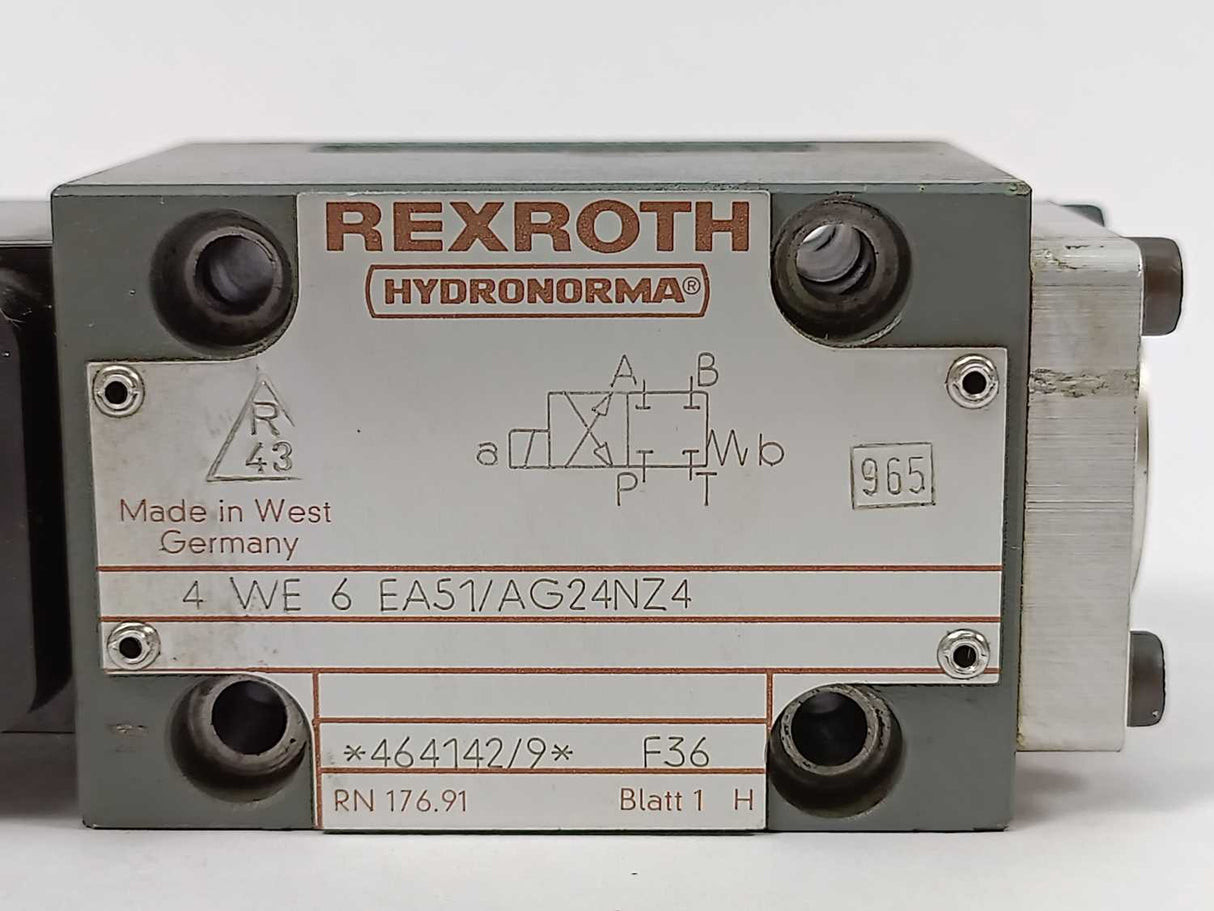 REXROTH
HYDRONORMA®
A B
R
43
a b
965
P T
Made in West
Germany
4 WE 6 EA51/AG24NZ4
*464142/9* F36
RN 176.91 Blatt 1 H